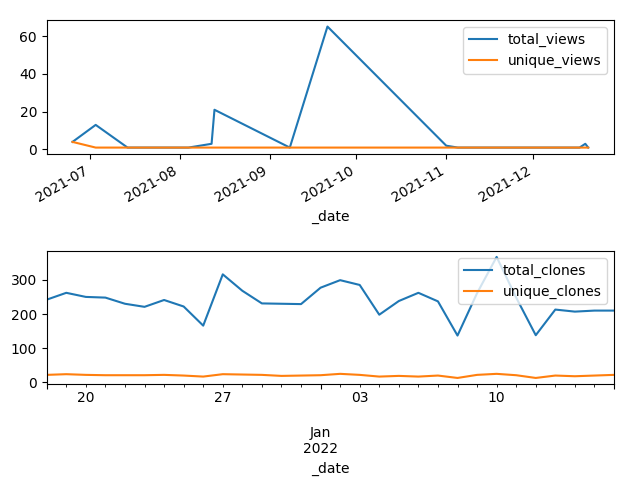 60
40
20
0
total_views
unique_views
2021-07
2021-08
2021-09
2021-10
2021-11
2021-12
_date
300
200
100
0
total_clones
unique_clones
20
27
03
10
Jan
2022
_date